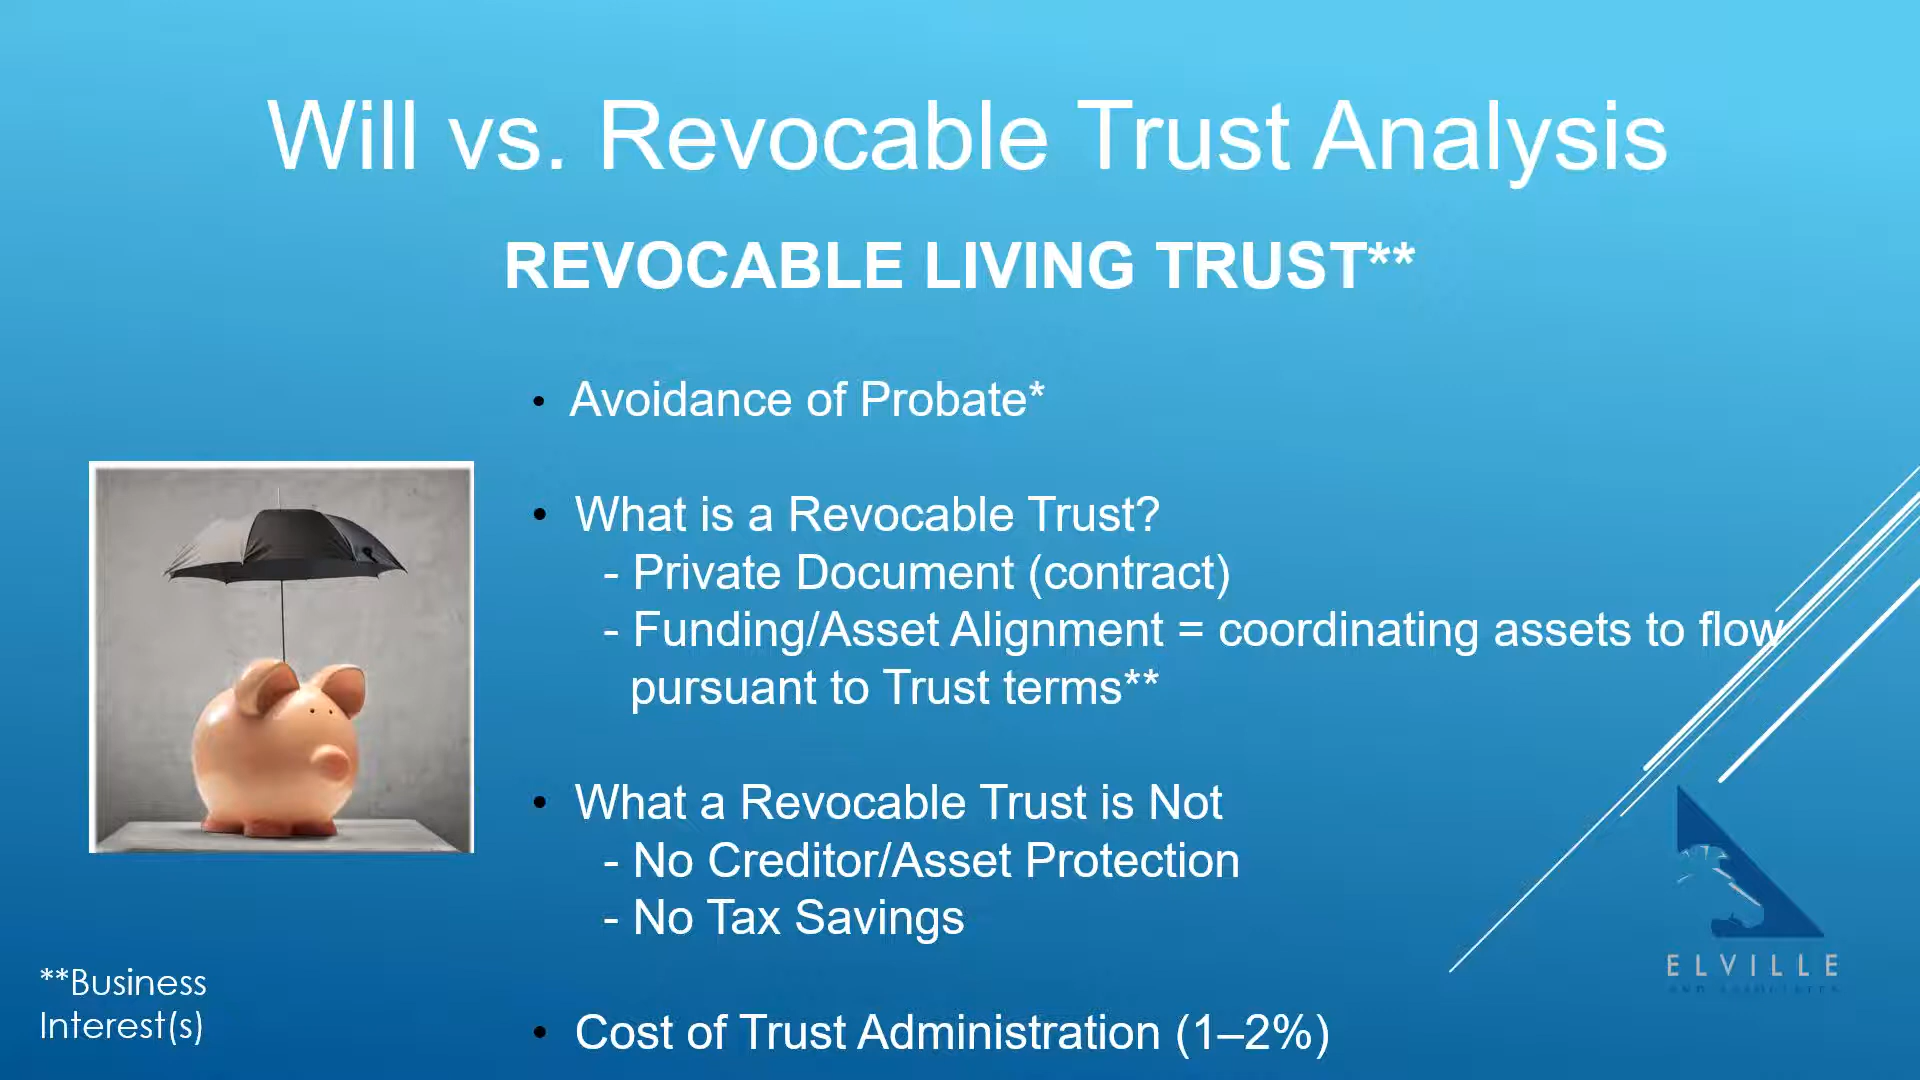 Will vs. Revocable Trust Analysis
REVOCABLE LIVING TRUST**
• Avoidance of Probate*
• What is a Revocable Trust?
- Private Document (contract)
- Funding/Asset Alignment = coordinating assets to flow
pursuant to Trust terms**
• What a Revocable Trust is Not
- No Creditor/Asset Protection
- No Tax Savings
• Cost of Trust Administration (1–2%)
**Business
Interest(s)
ELVILLE